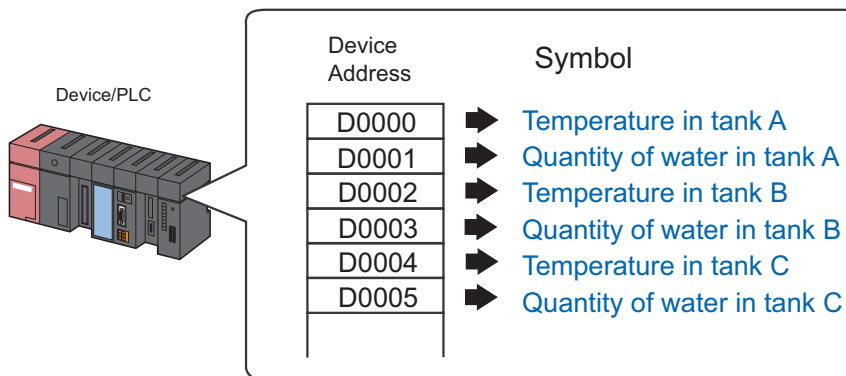 Device
Address
Symbol
Device/PLC
D0000 Temperature in tank A
D0001 Quantity of water in tank A
D0002 Temperature in tank B
D0003 Quantity of water in tank B
D0004 Temperature in tank C
D0005 Quantity of water in tank C